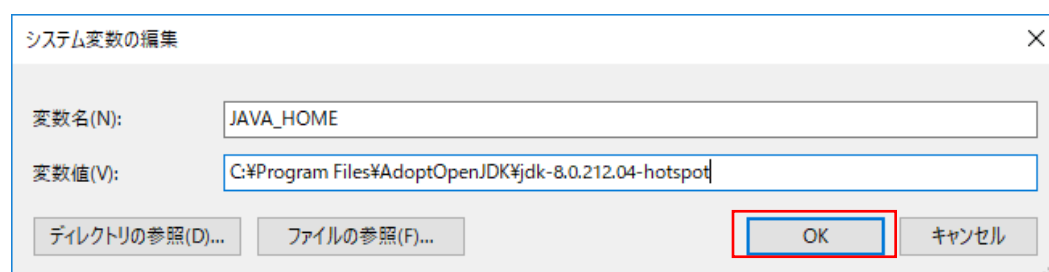 システム変数の編集
変数名(N): JAVA_HOME
変数値(V): C:¥Program Files¥AdoptOpenJDK¥jdk-8.0.212.04-hotspot
ディレクトリの参照(D)... ファイルの参照(F)... OK キャンセル